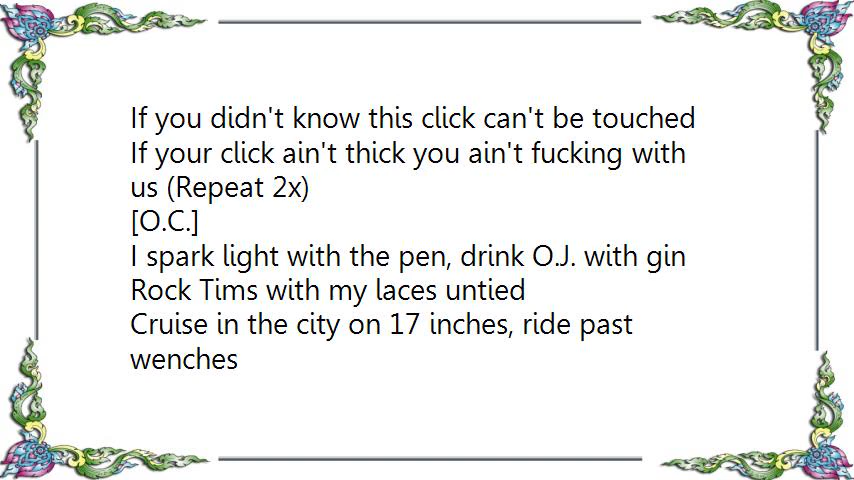 If you didn't know this click can't be touched
If your click ain't thick you ain't fucking with
us (Repeat 2x)
[O.C.]
I spark light with the pen, drink O.J. with gin
Rock Tims with my laces untied
Cruise in the city on 17 inches, ride past
wenches